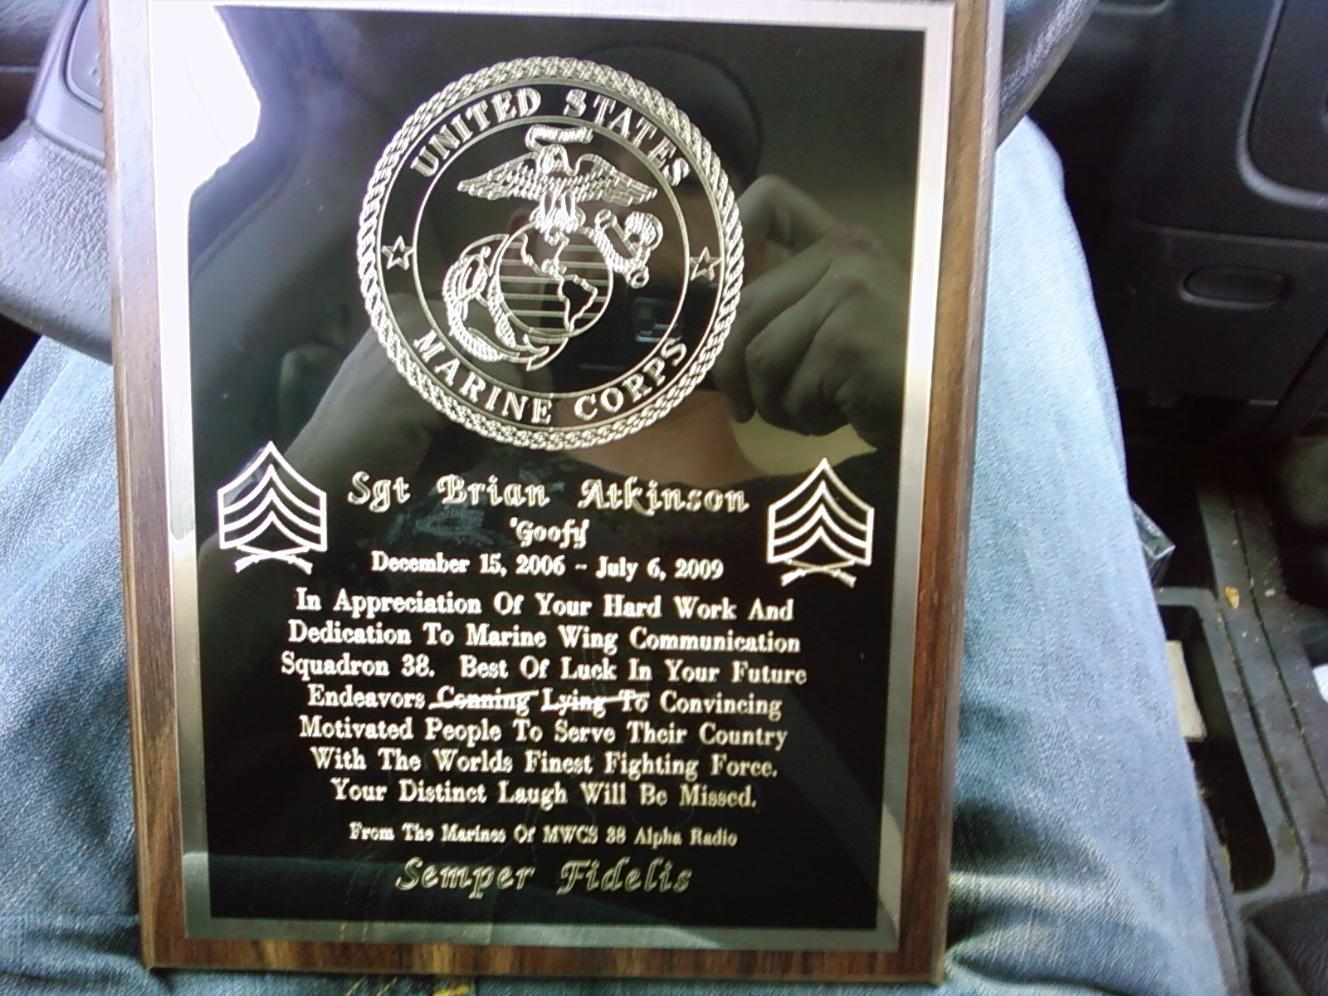 UNITED STATES
MARINE CORPS
Sgt Brian Atkinson
'Goofy'
December 15, 2006 - July 6, 2009
In Appreciation Of Your Hard Work And
Dedication To Marine Wing Communication
Squadron 38. Best Of Luck In Your Future
Endeavors Conning Lying To Convincing
Motivated People To Serve Their Country
With The Worlds Finest Fighting Force.
Your Distinct Laugh Will Be Missed.
From The Marines Of MWCS 38 Alpha Radio
Semper Fidelis